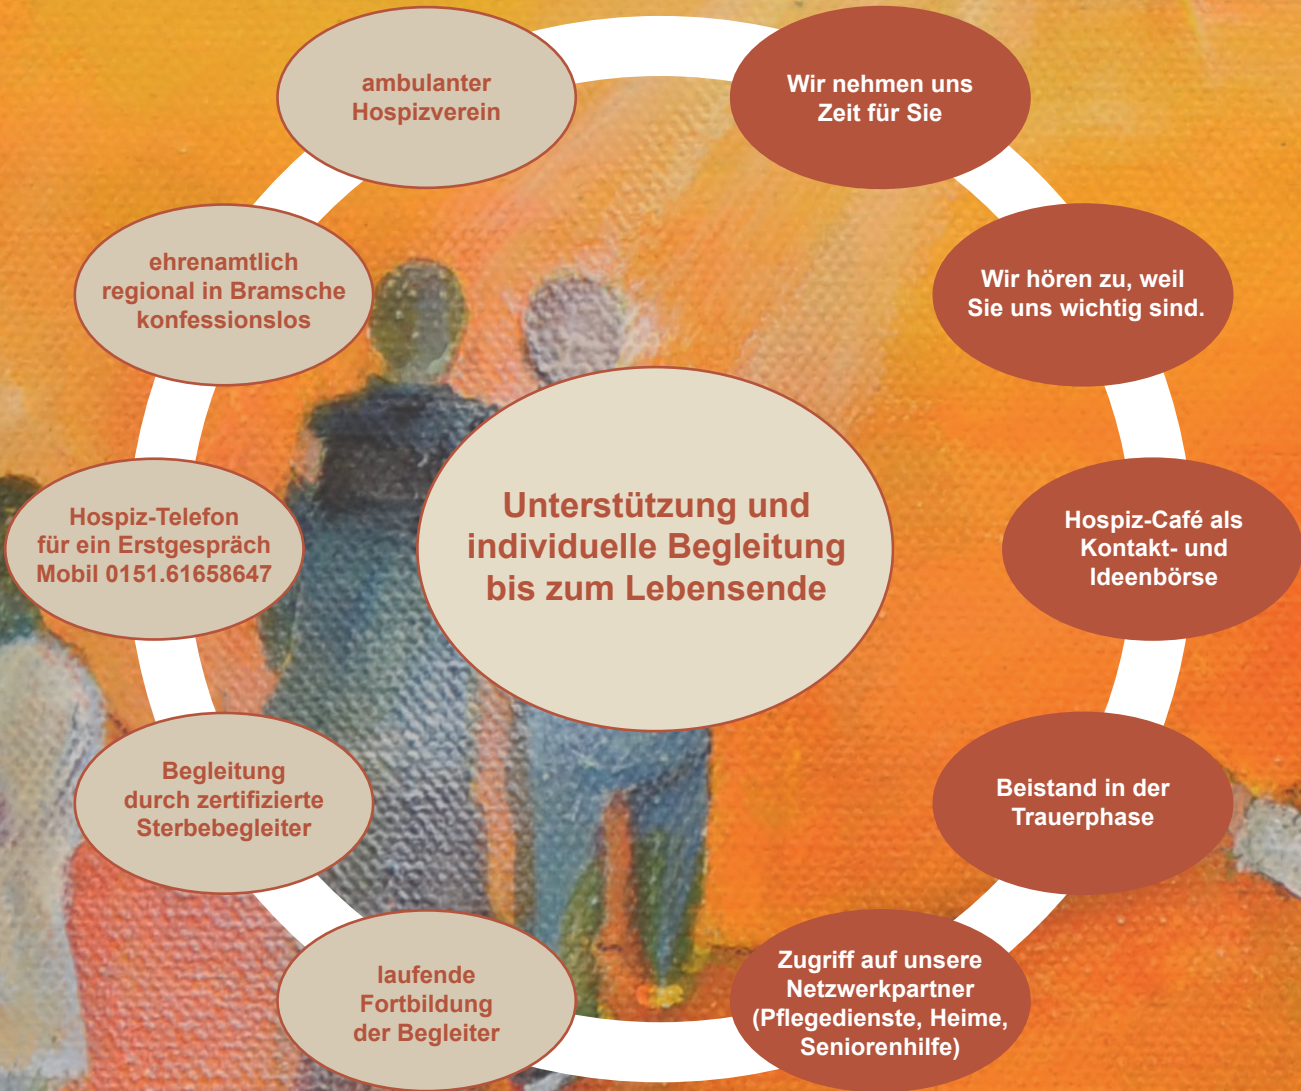 ambulanter
Hospizverein
Wir nehmen uns
Zeit für Sie
ehrenamtlich
regional in Bramsche
konfessionslos
Wir hören zu, weil
Sie uns wichtig sind.
Unterstützung und
individuelle Begleitung
bis zum Lebensende
Hospiz-Telefon
für ein Erstgespräch
Mobil 0151.61658647
Hospiz-Café als
Kontakt- und
Ideenbörse
Begleitung
durch zertifizierte
Sterbebegleiter
Beistand in der
Trauerphase
laufende
Fortbildung
der Begleiter
Zugriff auf unsere
Netzwerkpartner
(Pflegedienste, Heime,
Seniorenhilfe)